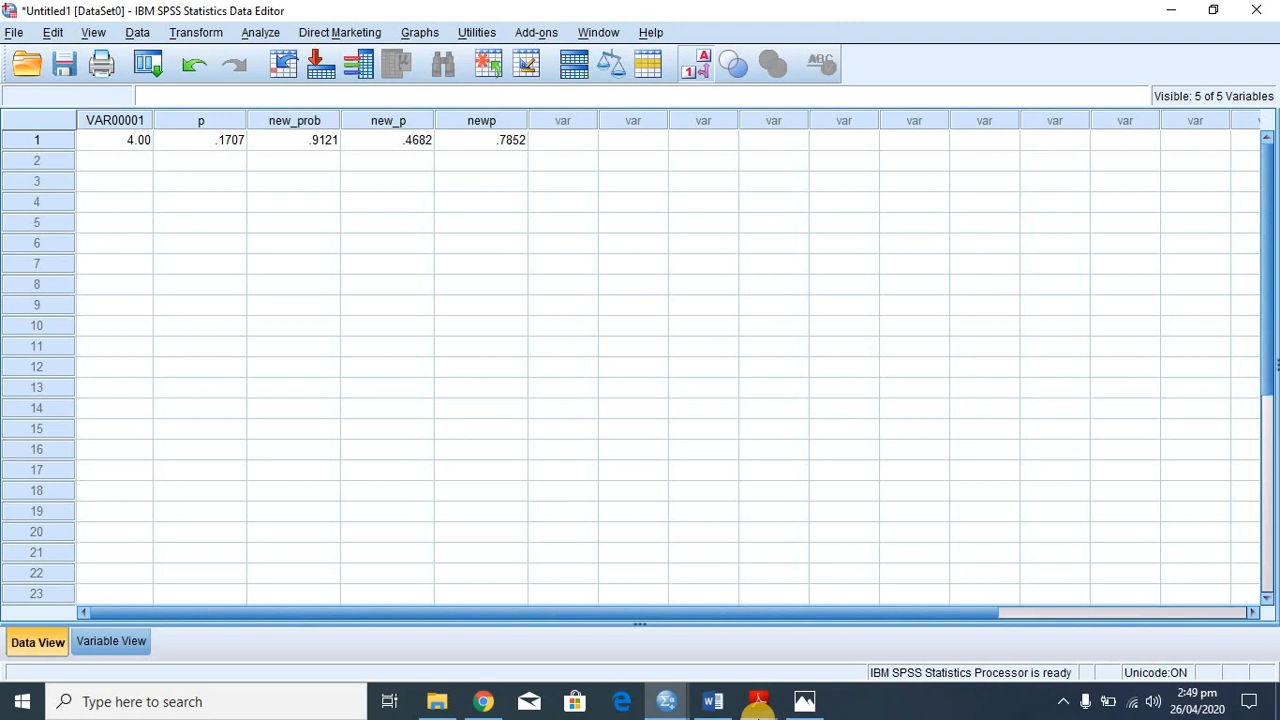 *Untitled1 [DataSet0] - IBM SPSS Statistics Data Editor
File Edit View Data Transform Analyze Direct Marketing Graphs Utilities Add-ons Window Help
Visible: 5 of 5 Variables
VAR00001 p new_prob new_p newp var var var var var var var var var var
1 4.00 .1707 .9121 .4682 .7852
2
3
4
5
6
7
8
9
10
11
12
13
14
15
16
17
18
19
20
21
22
23
Data View Variable View
IBM SPSS Statistics Processor is ready Unicode:ON
Type here to search
2:49 pm
26/04/2020